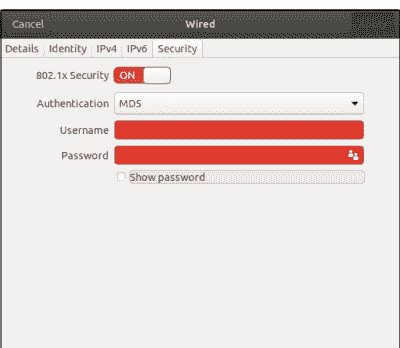 Cancel Wired
Details Identity IPv4 IPv6 Security
802.1x Security ON
Authentication MD5
Username
Password
Show password